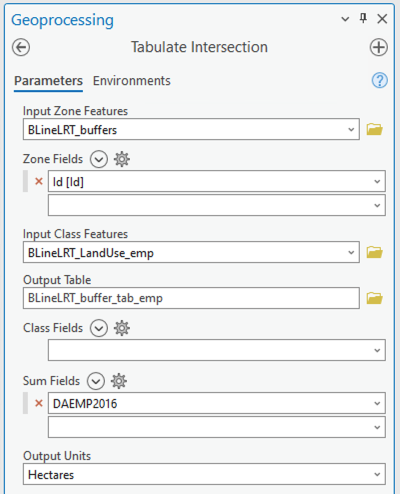 Geoprocessing
Tabulate Intersection
Parameters Environments
Input Zone Features
BLineLRT_buffers
Zone Fields
Id [Id]
Input Class Features
BLineLRT_LandUse_emp
Output Table
BLineLRT_buffer_tab_emp
Class Fields
Sum Fields
DAEMP2016
Output Units
Hectares